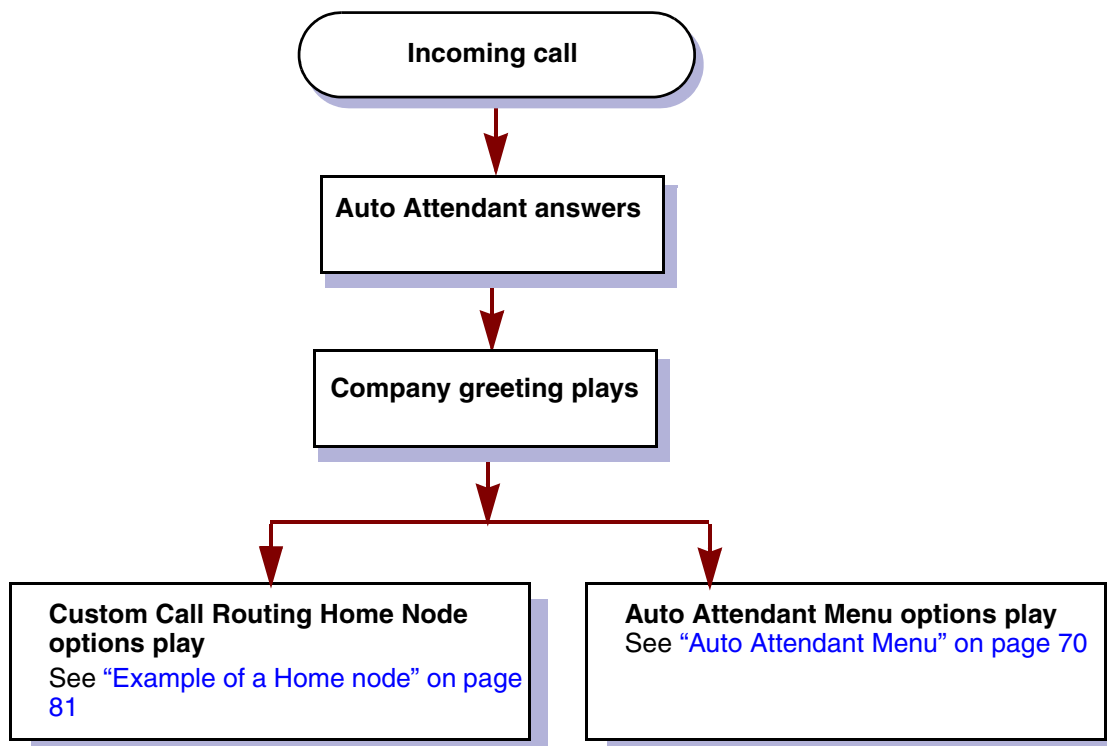 Incoming call
Auto Attendant answers
Company greeting plays
Custom Call Routing Home Node
options play
See “Example of a Home node” on page
81
Auto Attendant Menu options play
See “Auto Attendant Menu” on page 70